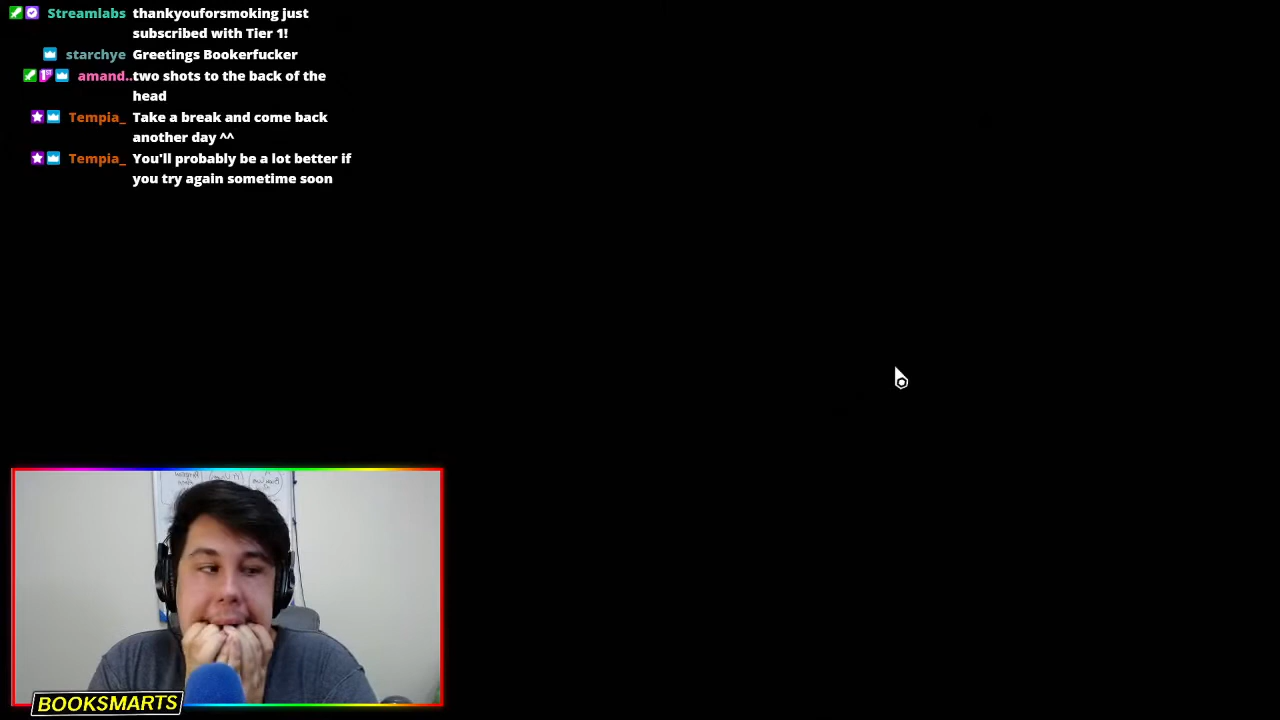 Streamlabs thankyouforsmoking just
subscribed with Tier 1!
starchye Greetings Bookerfucker
amand.. two shots to the back of the
head
Tempia_ Take a break and come back
another day ^^
Tempia_ You'll probably be a lot better if
you try again sometime soon
BOOKSMARTS